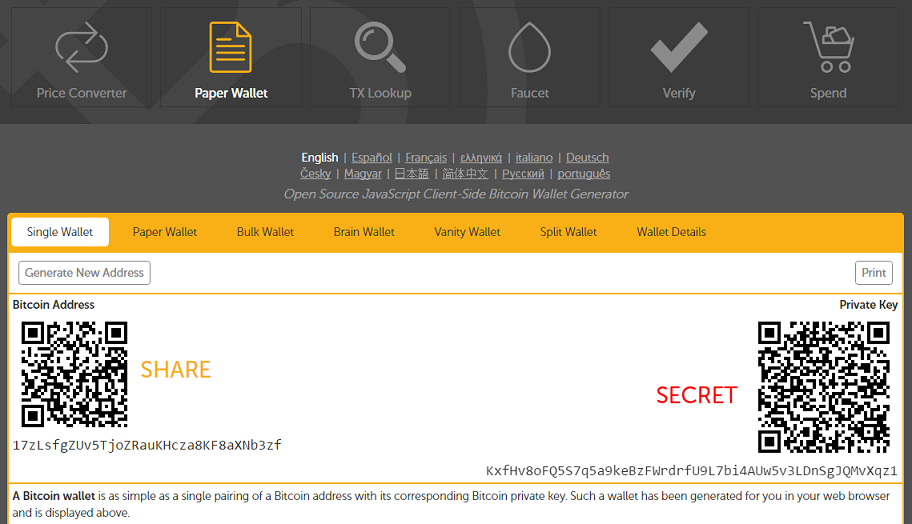 Price Converter
Paper Wallet
TX Lookup
Faucet
Verify
Spend
English | Español | Français | ελληνικά | italiano | Deutsch
Česky | Magyar | 日本語 | 简体中文 | Русский | português
Open Source JavaScript Client-Side Bitcoin Wallet Generator
Single Wallet Paper Wallet Bulk Wallet Brain Wallet Vanity Wallet Split Wallet Wallet Details
Generate New Address Print
Bitcoin Address Private Key
SHARE
SECRET
17zLsfgZUv5TjoZRauKHcza8KF8aXNb3zf
KxfHv8oFQ5S7q5a9keBzFWrdrfU9L7bi4AUw5v3LDnSgJQMvXqz1
A Bitcoin wallet is as simple as a single pairing of a Bitcoin address with its corresponding Bitcoin private key. Such a wallet has been generated for you in your web browser
and is displayed above.